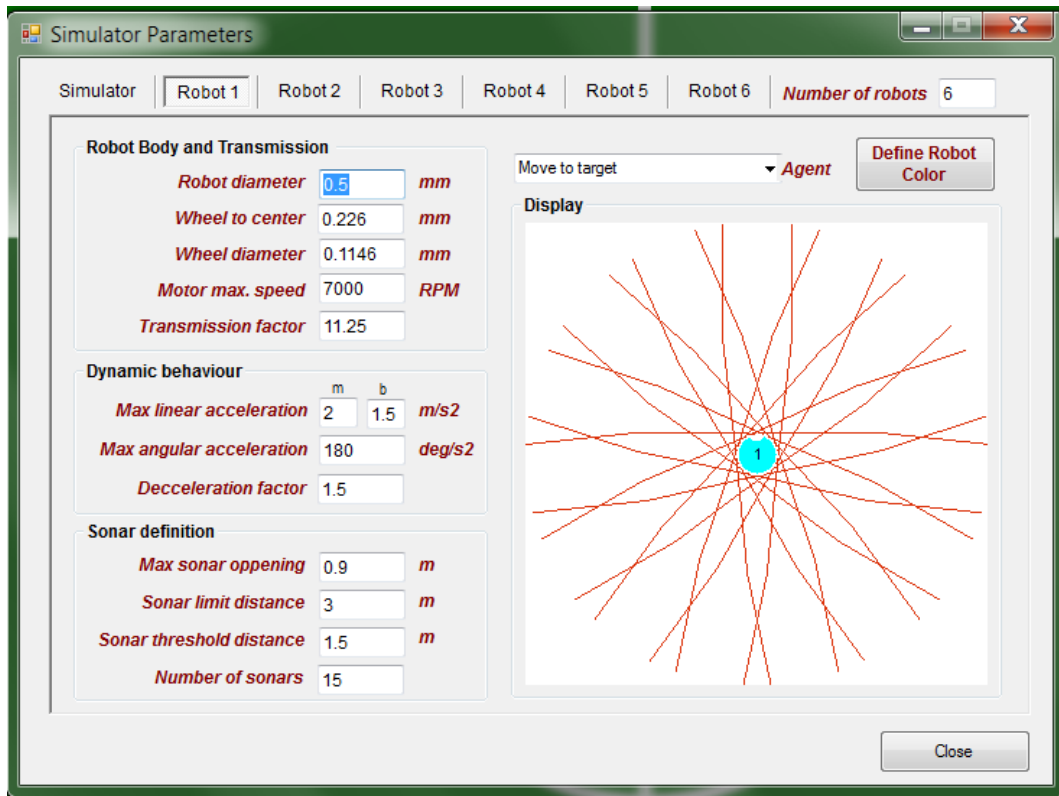 Simulator Parameters
Simulator Robot 1 Robot 2 Robot 3 Robot 4 Robot 5 Robot 6 Number of robots 6
Robot Body and Transmission
Robot diameter 0.5 mm
Wheel to center 0.226 mm
Wheel diameter 0.1146 mm
Motor max. speed 7000 RPM
Transmission factor 11.25
Dynamic behaviour
m b
Max linear acceleration 2 1.5 m/s2
Max angular acceleration 180 deg/s2
Decceleration factor 1.5
Sonar definition
Max sonar oppening 0.9 m
Sonar limit distance 3 m
Sonar threshold distance 1.5 m
Number of sonars 15
Move to target Agent
Define Robot
Color
Display
1
Close